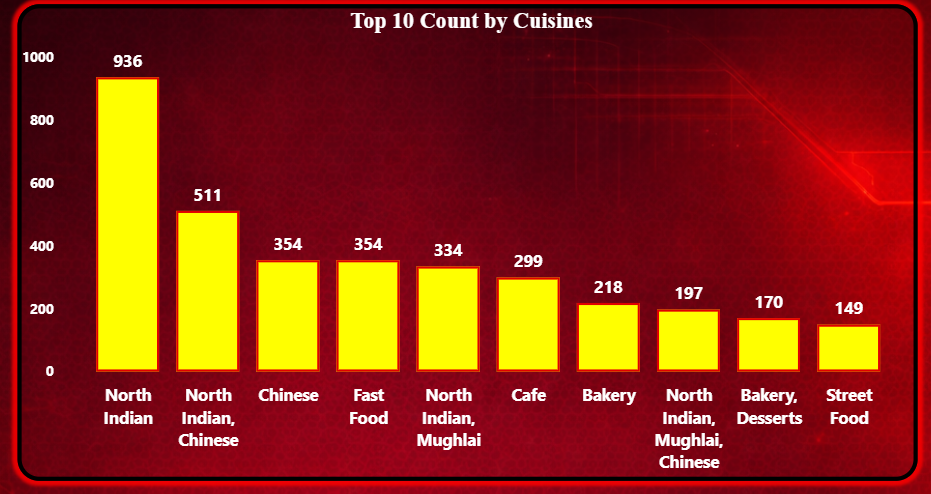 Top 10 Count by Cuisines
1000
800
600
400
200
0
936
511
354
354
334
299
218
197
170
149
North
Indian
North
Indian,
Chinese
Chinese
Fast
Food
North
Indian,
Mughlai
Cafe
Bakery
North
Indian,
Mughlai,
Chinese
Bakery,
Desserts
Street
Food